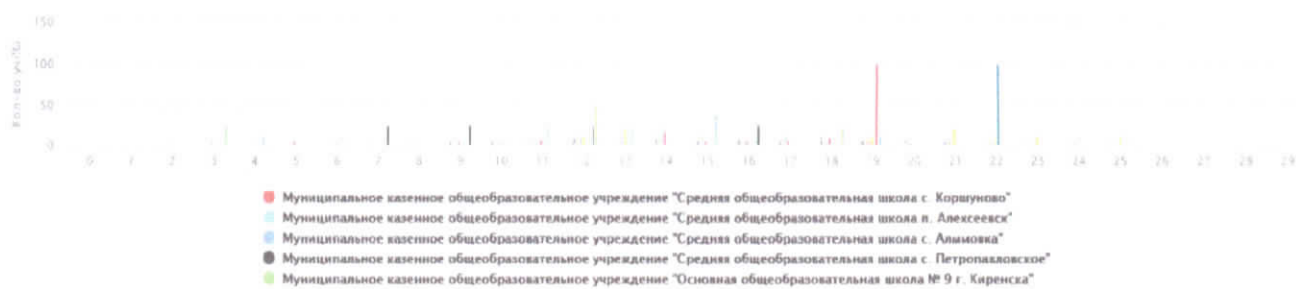 150
100
50
0
0 1 2 3 4 5 6 7 8 9 10 11 12 13 14 15 16 17 18 19 20 21 22 23 24 25 26 27 28 29
Муниципальное казенное общеобразовательное учреждение "Средняя общеобразовательная школа с. Коршуново"
Муниципальное казенное общеобразовательное учреждение "Средняя общеобразовательная школа п. Алексеевск"
Муниципальное казенное общеобразовательное учреждение "Средняя общеобразовательная школа с. Алымовка"
Муниципальное казенное общеобразовательное учреждение "Средняя общеобразовательная школа с. Петропавловское"
Муниципальное казенное общеобразовательное учреждение "Основная общеобразовательная школа № 9 г. Киренска"